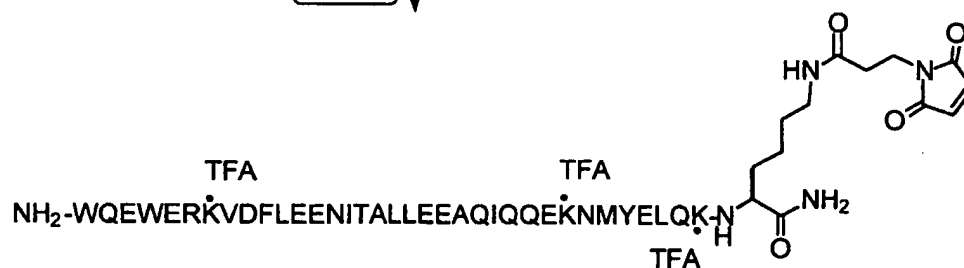 O O
HN N
O
TFA TFA
NH₂-WQEWERKVDFLEENITALLEEAQIQQEKNMYELQK-N NH₂
H
O
TFA